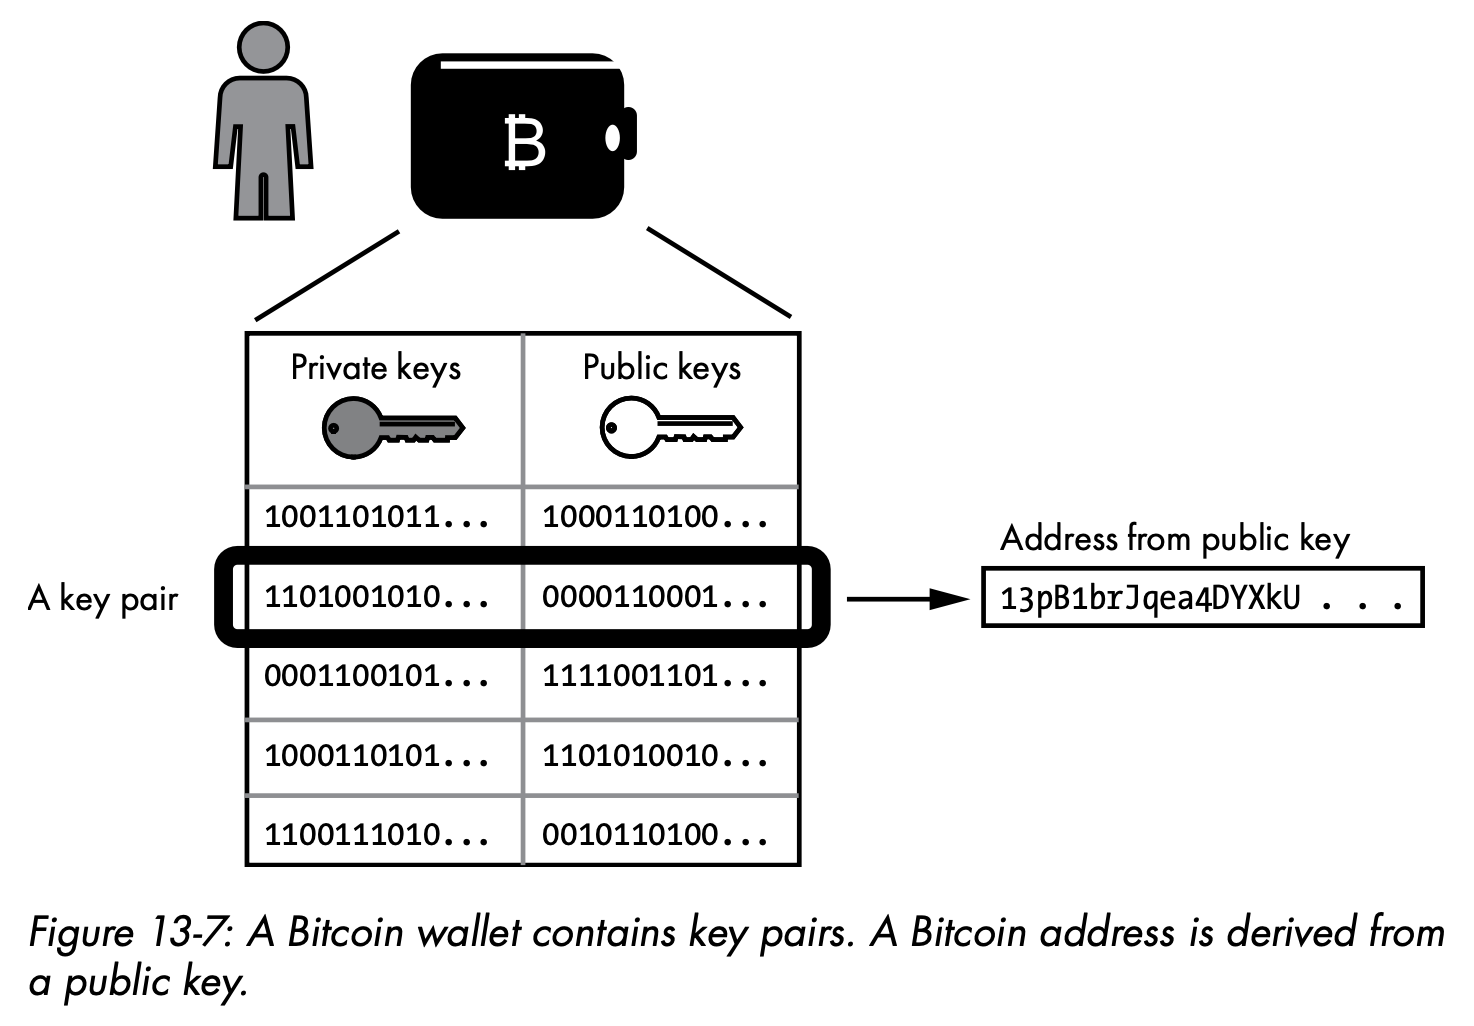 ₿
Private keys Public keys
1001101011... 1000110100...
Address from public key
A key pair 1101001010... 0000110001... 13pB1brJqea4DYXkU . . .
0001100101... 1111001101...
1000110101... 1101010010...
1100111010... 0010110100...
Figure 13-7: A Bitcoin wallet contains key pairs. A Bitcoin address is derived from
a public key.